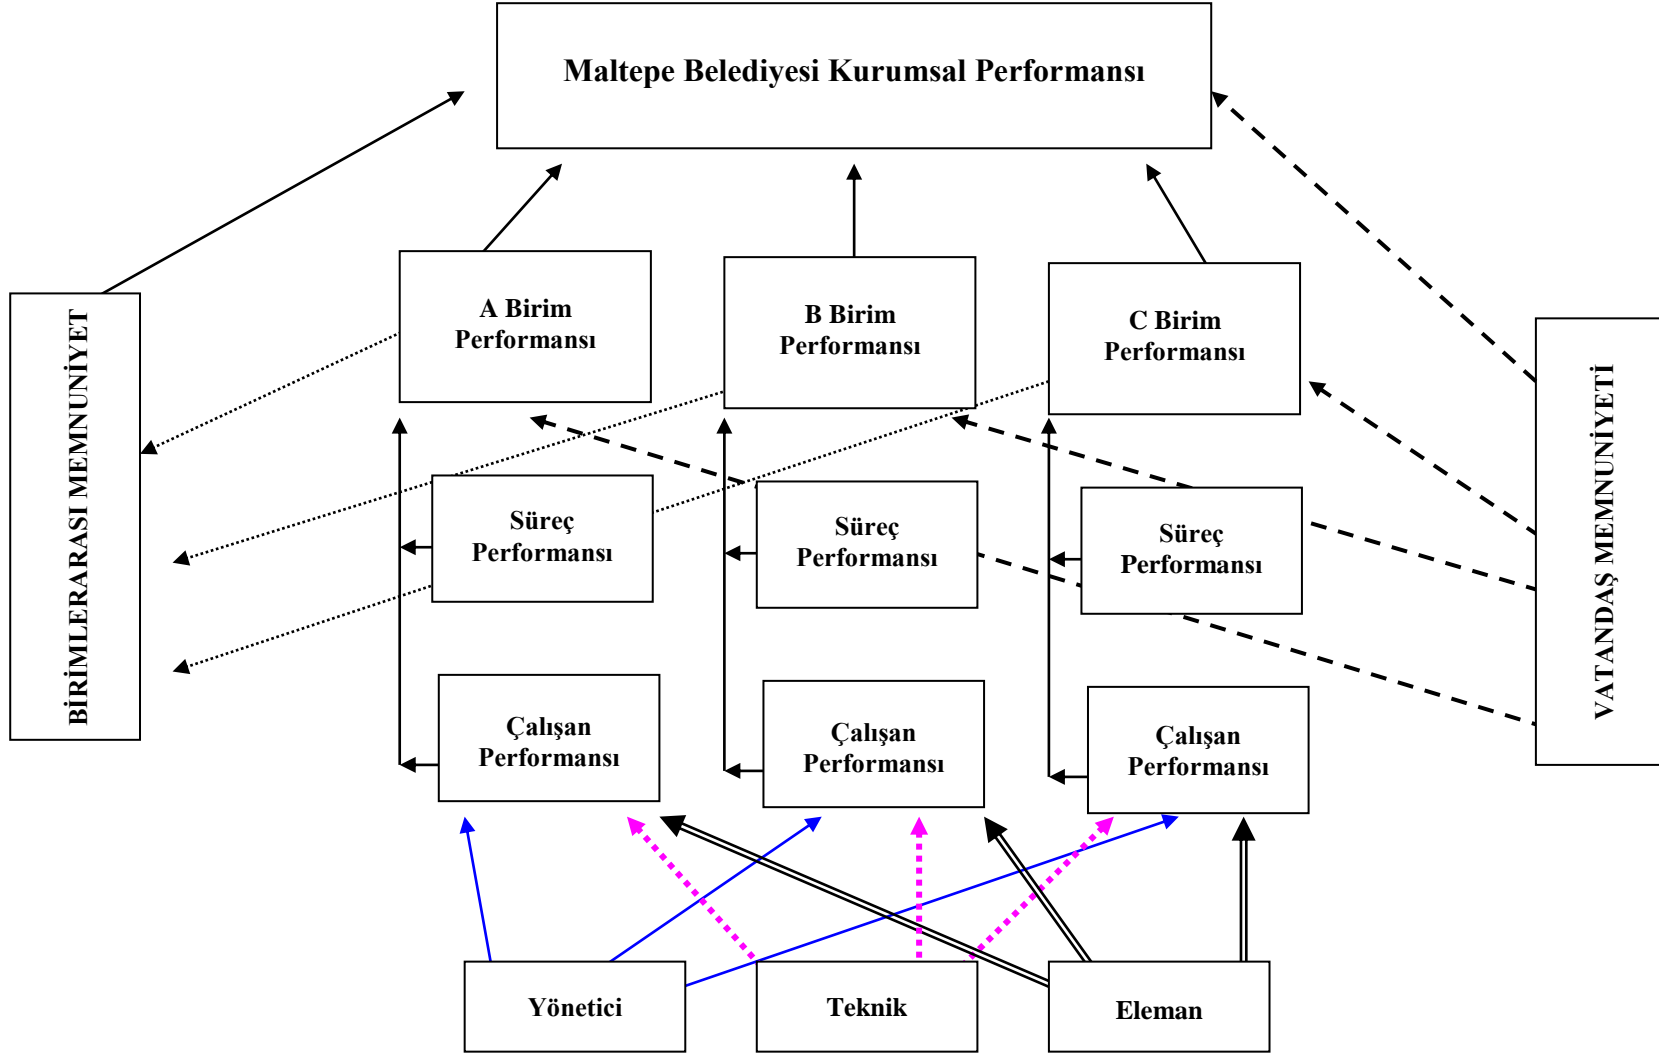 Maltepe Belediyesi Kurumsal Performansı
A Birim
Performansı
B Birim
Performansı
C Birim
Performansı
BİRİMLERARASI MEMNUNİYET
VATANDAŞ MEMNUNİYETİ
Süreç
Performansı
Süreç
Performansı
Süreç
Performansı
Çalışan
Performansı
Çalışan
Performansı
Çalışan
Performansı
Yönetici
Teknik
Eleman